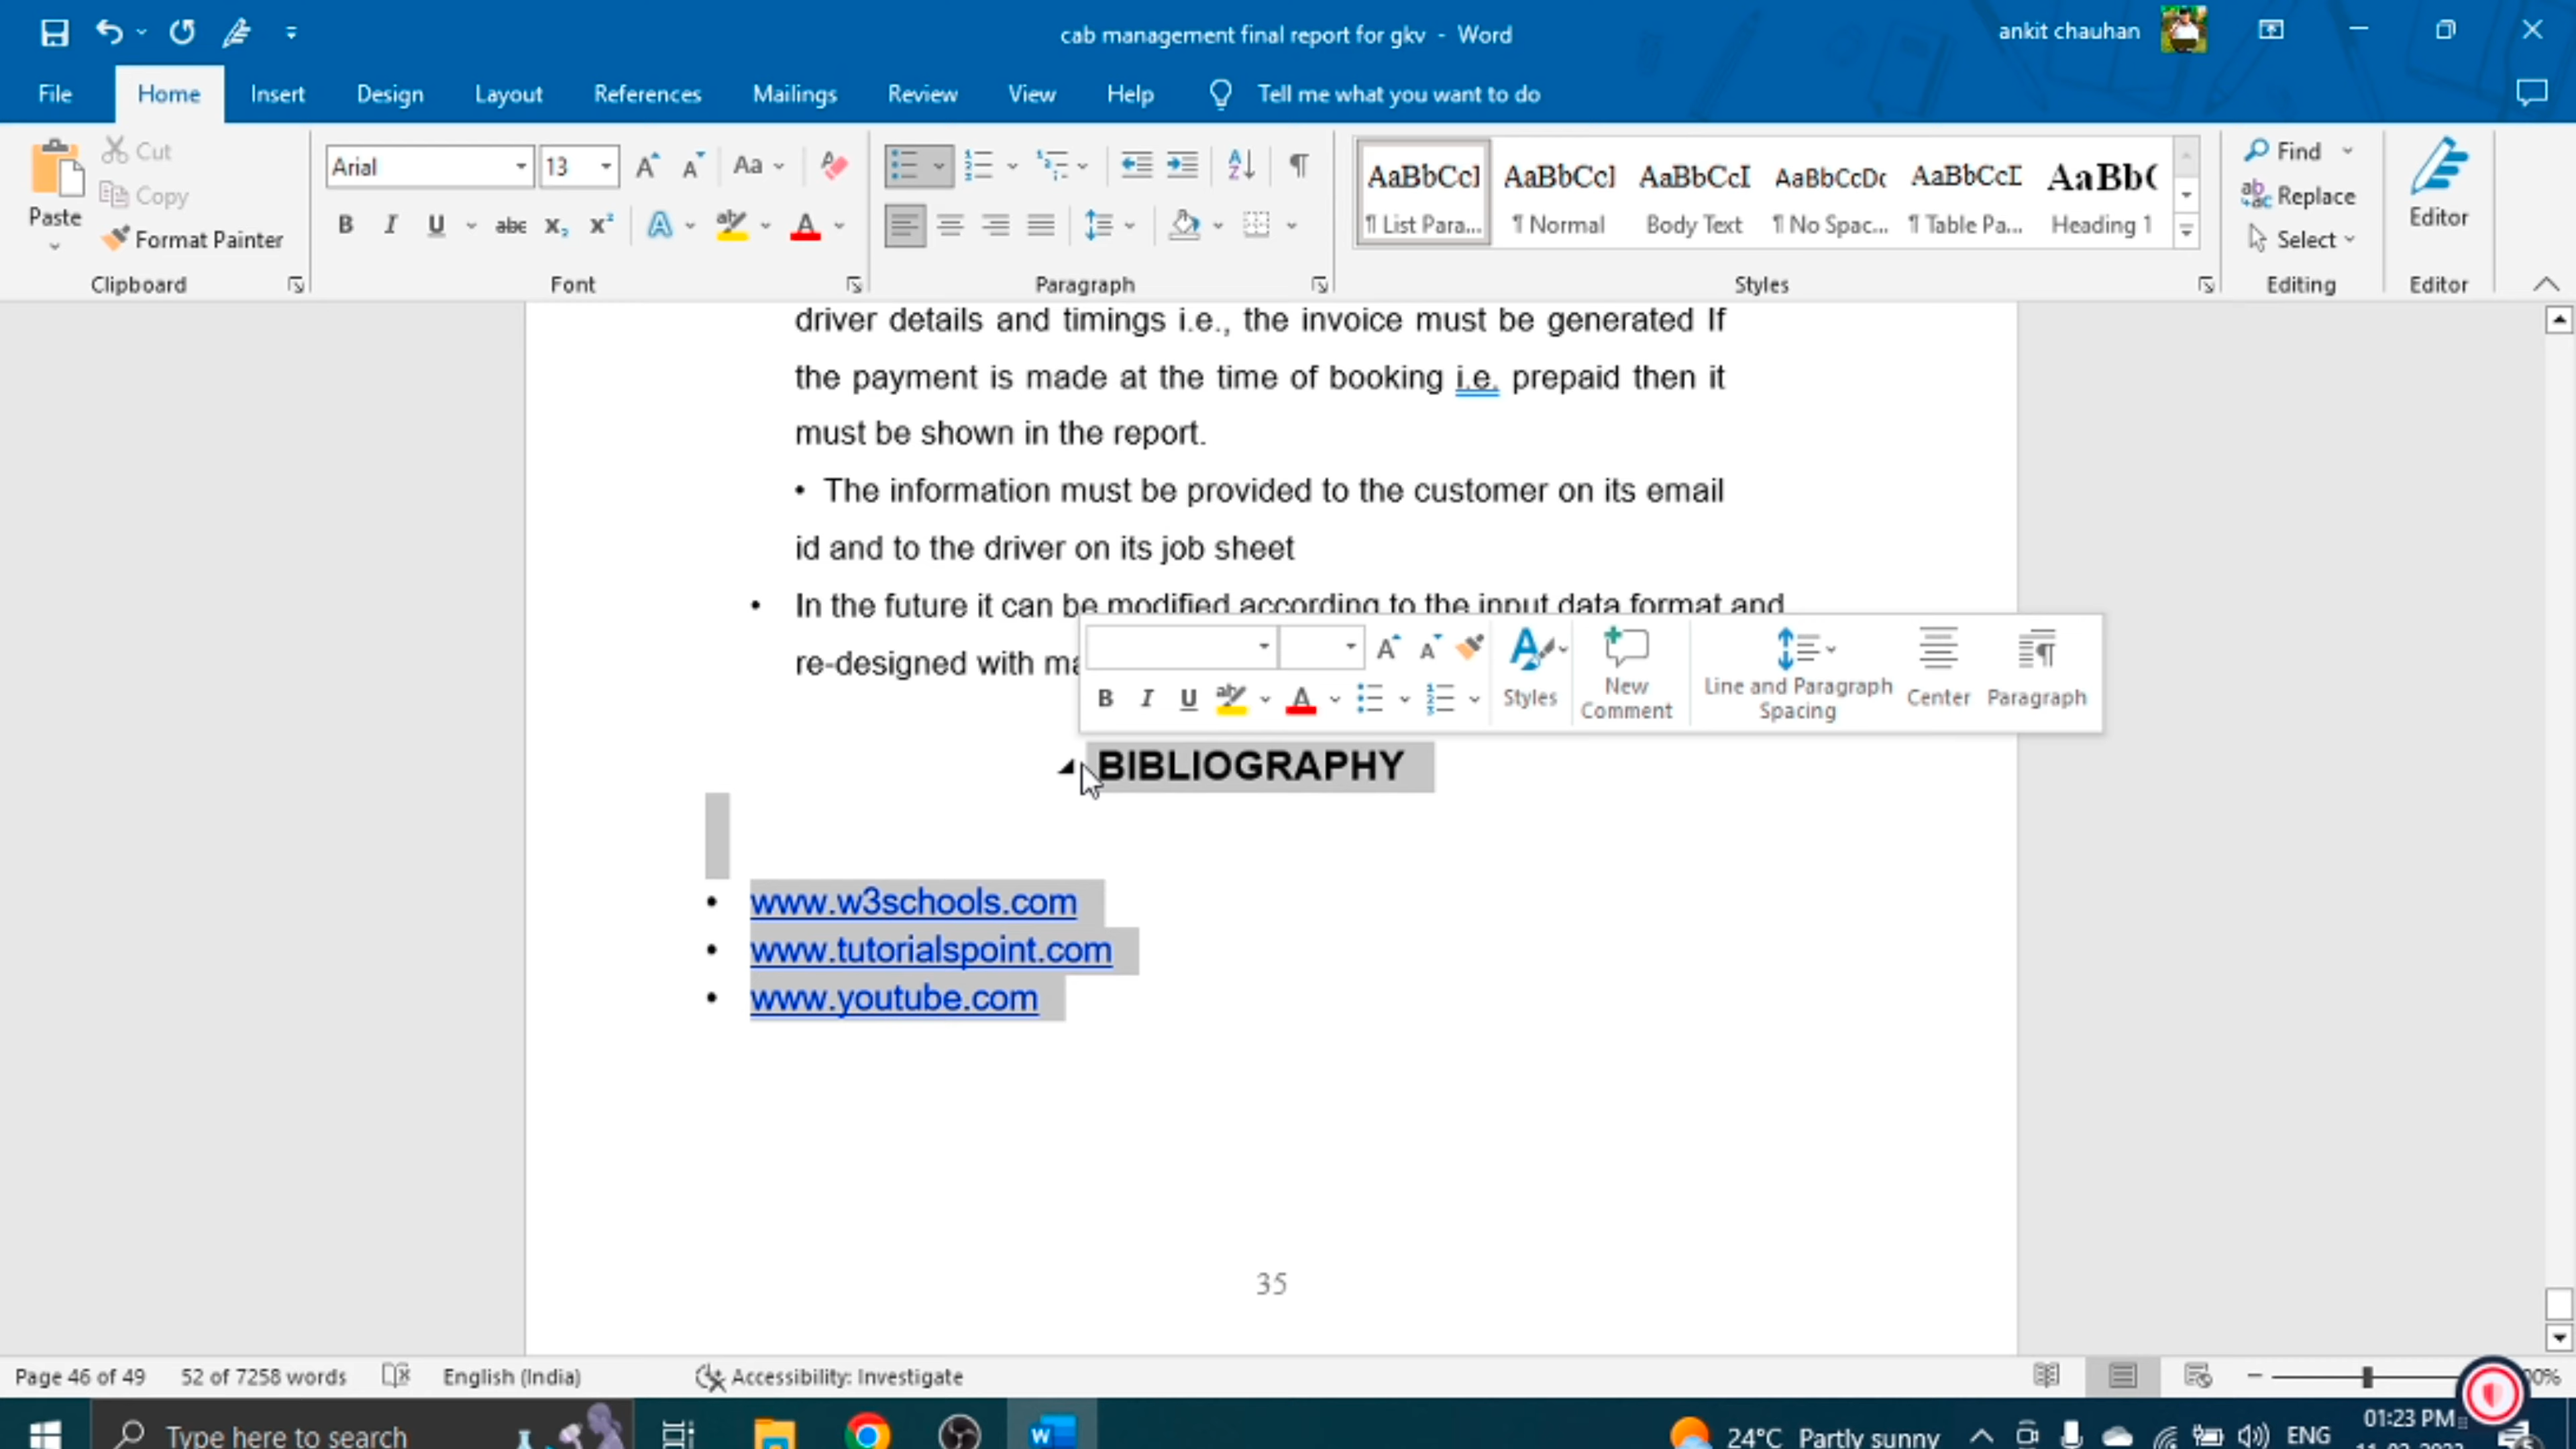 cab management final report for gkv - Word
ankit chauhan
File Home Insert Design Layout References Mailings Review View Help Tell me what you want to do
Paste
Cut
Copy
Format Painter
Clipboard
Arial 13
Aa
B I U abc X₂ X² A ab A
Font
Paragraph
AaBbCcI AaBbCcI AaBbCcI AaBbCcDc AaBbCcI AaBb(
¶ List Para... ¶ Normal Body Text ¶ No Spac... ¶ Table Pa... Heading 1
Styles
Find
Replace
Select
Editing
Editor
Editor
driver details and timings i.e., the invoice must be generated If
the payment is made at the time of booking i.e. prepaid then it
must be shown in the report.
• The information must be provided to the customer on its email
id and to the driver on its job sheet
• In the future it can be modified according to the input data format and
re-designed with
B I U ab A
Styles
New Comment
Line and Paragraph Spacing
Center
Paragraph
BIBLIOGRAPHY
• www.w3schools.com
• www.tutorialspoint.com
• www.youtube.com
35
Page 46 of 49 52 of 7258 words English (India) Accessibility: Investigate
Type here to search
24°C Partly sunny
ENG
01:23 PM